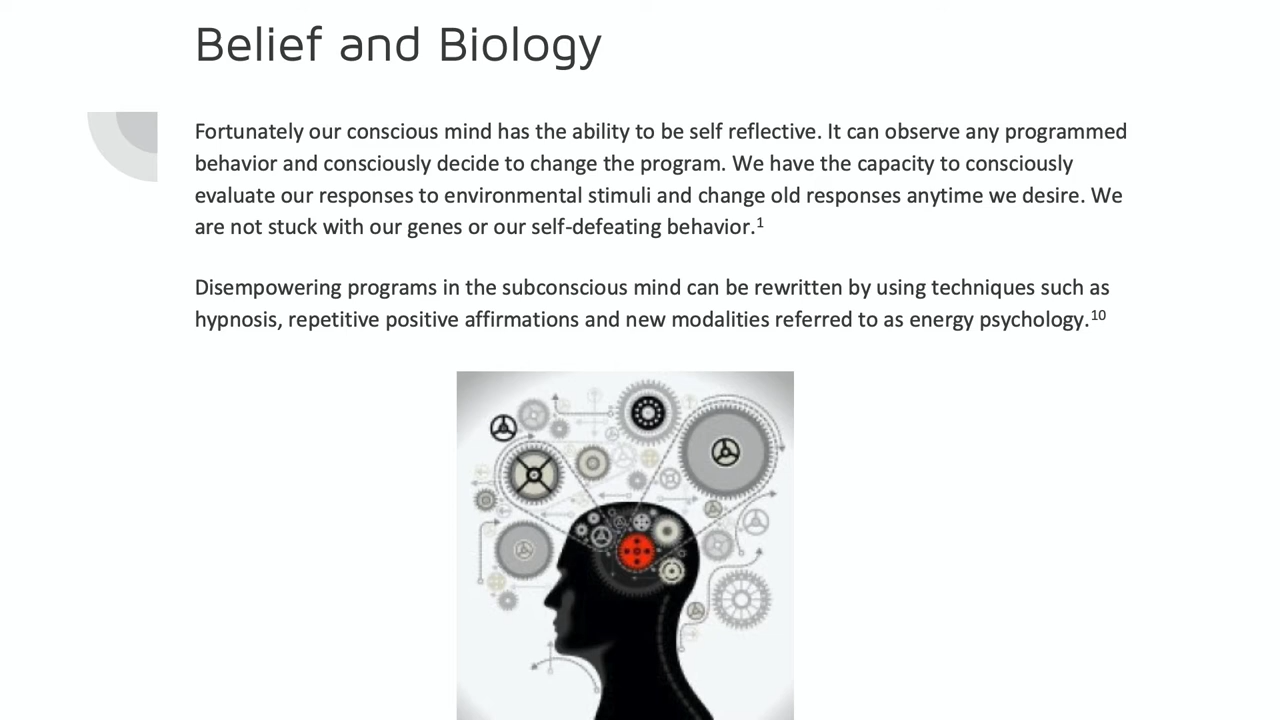 Belief and Biology
Fortunately our conscious mind has the ability to be self reflective. It can observe any programmed
behavior and consciously decide to change the program. We have the capacity to consciously
evaluate our responses to environmental stimuli and change old responses anytime we desire. We
are not stuck with our genes or our self-defeating behavior.¹
Disempowering programs in the subconscious mind can be rewritten by using techniques such as
hypnosis, repetitive positive affirmations and new modalities referred to as energy psychology.¹⁰